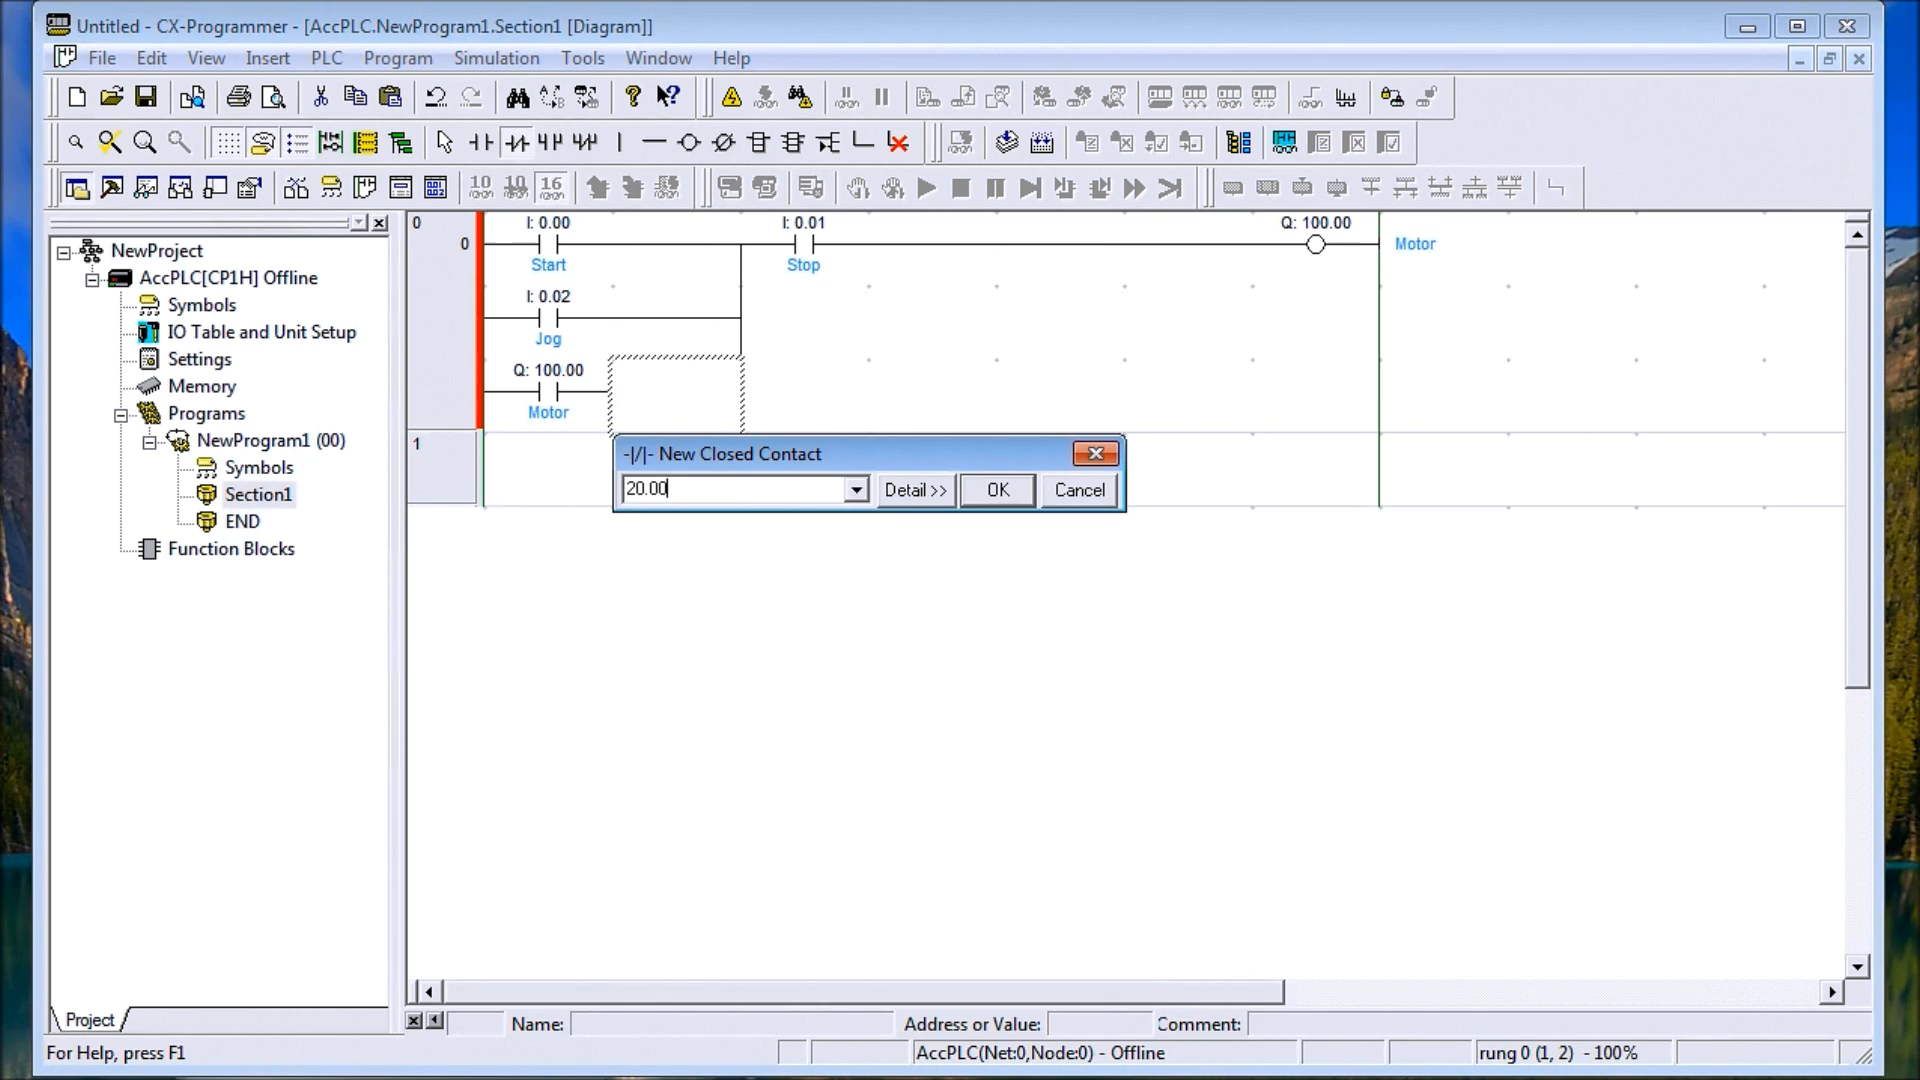 Untitled - CX-Programmer - [AccPLC.NewProgram1.Section1 [Diagram]]
File Edit View Insert PLC Program Simulation Tools Window Help
10 10 16
NewProject
AccPLC[CP1H] Offline
Symbols
IO Table and Unit Setup
Settings
Memory
Programs
NewProgram1 (00)
Symbols
Section1
END
Function Blocks
Project
0
0
I: 0.00 I: 0.01 Q: 100.00
Motor
Start Stop
I: 0.02
Jog
Q: 100.00
Motor
1
-|/|- New Closed Contact
20.00 Detail >> OK Cancel
Name: Address or Value: Comment:
For Help, press F1 AccPLC(Net:0,Node:0) - Offline rung 0 (1, 2) - 100%